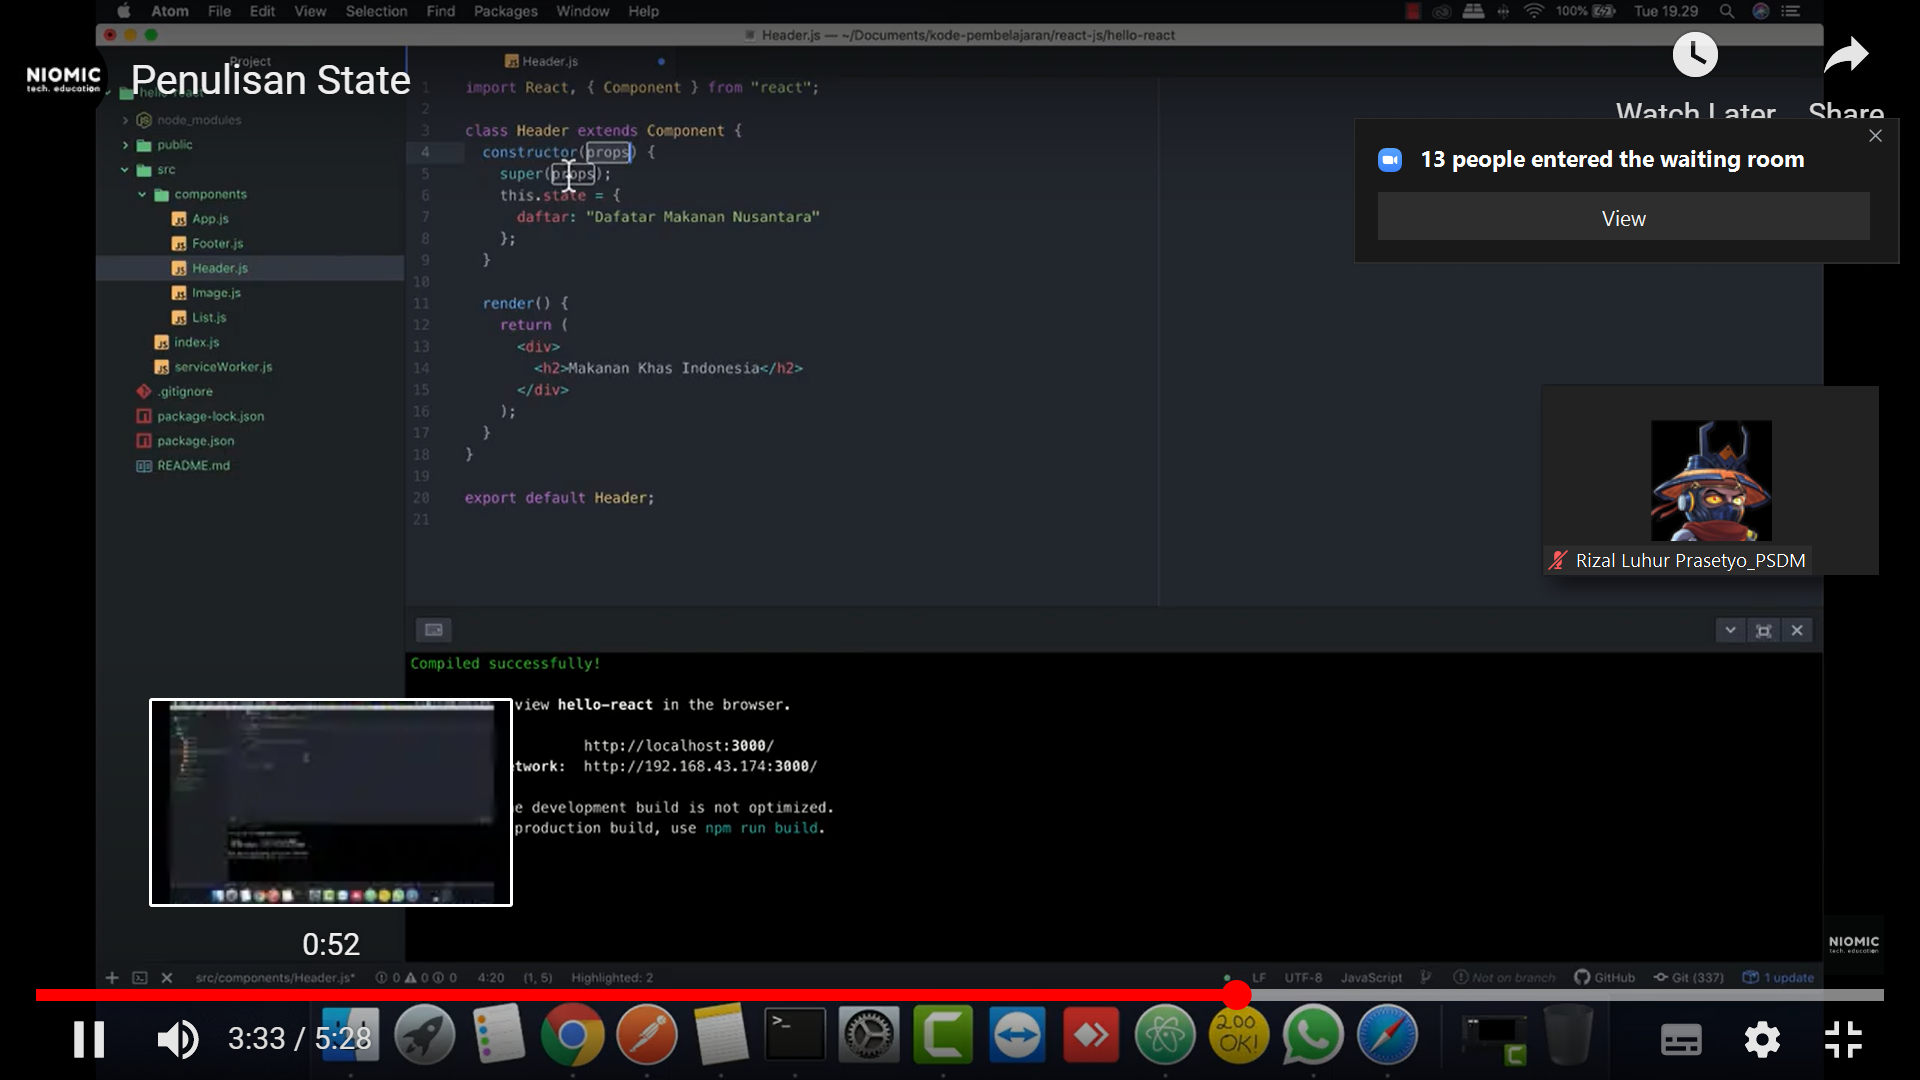 Atom File Edit View Selection Find Packages Window Help
100% Tue 19.29
Header.js — ~/Documents/kode-pembelajaran/react-js/hello-react
NIOMIC
tech. education
Penulisan State
Project
hello-react
node_modules
public
src
components
App.js
Footer.js
Header.js
Image.js
List.js
index.js
serviceWorker.js
.gitignore
package-lock.json
package.json
README.md
Header.js
1 import React, { Component } from "react";
2
3 class Header extends Component {
4 constructor(props) {
5 super(props);
6 this.state = {
7 daftar: "Dafatar Makanan Nusantara"
8 };
9 }
10
11 render() {
12 return (
13 <div>
14 <h2>Makanan Khas Indonesia</h2>
15 </div>
16 );
17 }
18 }
19
20 export default Header;
21
Watch Later
Share
13 people entered the waiting room
View
Rizal Luhur Prasetyo_PSDM
Compiled successfully!
view hello-react in the browser.
http://localhost:3000/
twork: http://192.168.43.174:3000/
e development build is not optimized.
production build, use npm run build.
0:52
NIOMIC
tech. education
src/components/Header.js* 0 0 0 4:20 (1, 5) Highlighted: 2
LF UTF-8 JavaScript Not on branch GitHub Git (337) 1 update
3:33 / 5:28
>_
200
OK!